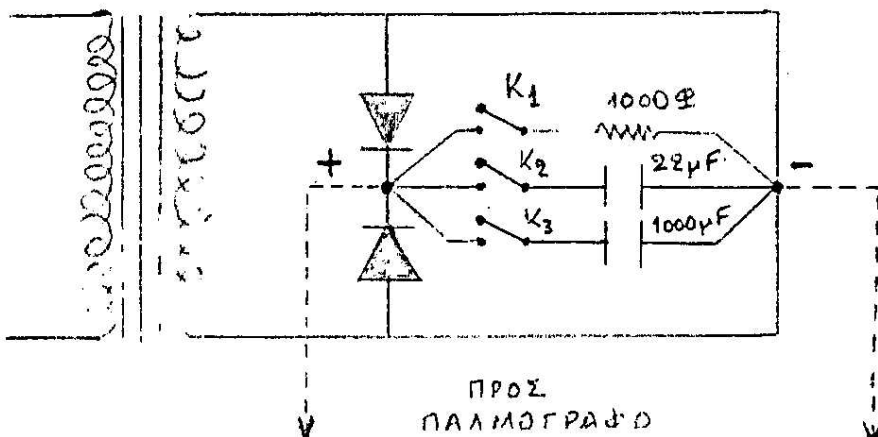 K₁
1000Ω
+
K₂
22μF
-
K₃
1000μF
ΠΡΟΣ
ΠΑΛΜΟΓΡΑΦΟ